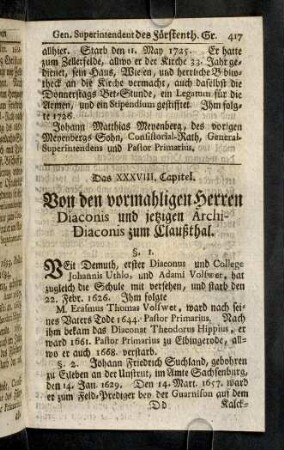 Gen. Superintendent des Fürstenth. Gr. 417
allhier. Starb den 11. May 1725. Er hatte
zum Zellerfelde, allwo er der Kirche 33. Jahr ge-
dienet, sein Haus, Wiesen, und herrliche Biblio-
theck an die Kirche vermacht, auch daselbst die
Donnerstags Bet-Stunde, ein Legatum für die
Armen, und ein Stipendium gestifftet. Ihm folg-
te 1726
Johann Matthias Meyenberg, des vorigen
Meyenbergs Sohn, Consistorial-Rath, General-
Superintendens und Pastor Primarius.
Das XXXVIII. Capitel.
Von den vormahligen Herren
Diaconis und jetzigen Archi-
Diaconis zum Claußthal.
§. 1.
VEit Demuth, erster Diaconus und College
Johannis Uthlo, und Adami Volfwer, hat
zugleich die Schule mit versehen, und starb den
22. Febr. 1626. Ihm folgte
M. Erasmus Thomas Volfwer, ward nach sei-
nes Vaters Tode 1644. Pastor Primarius, Nach
ihm bekam das Diaconat Theodorus Hippius, er
ward 1661. Pastor Primarius zu Elbingerode, all-
wo er auch 1668. verstarb.
§. 2. Johann Friedrich Suchland, gebohren
zu Exleben an der Unstrut, im Amte Sachsenburg,
den 14. Jan. 1629. Den 14. Mart. 1657. ward
er zum Feld-Prediger bey der Guarnison auf dem
Dd Kalck-